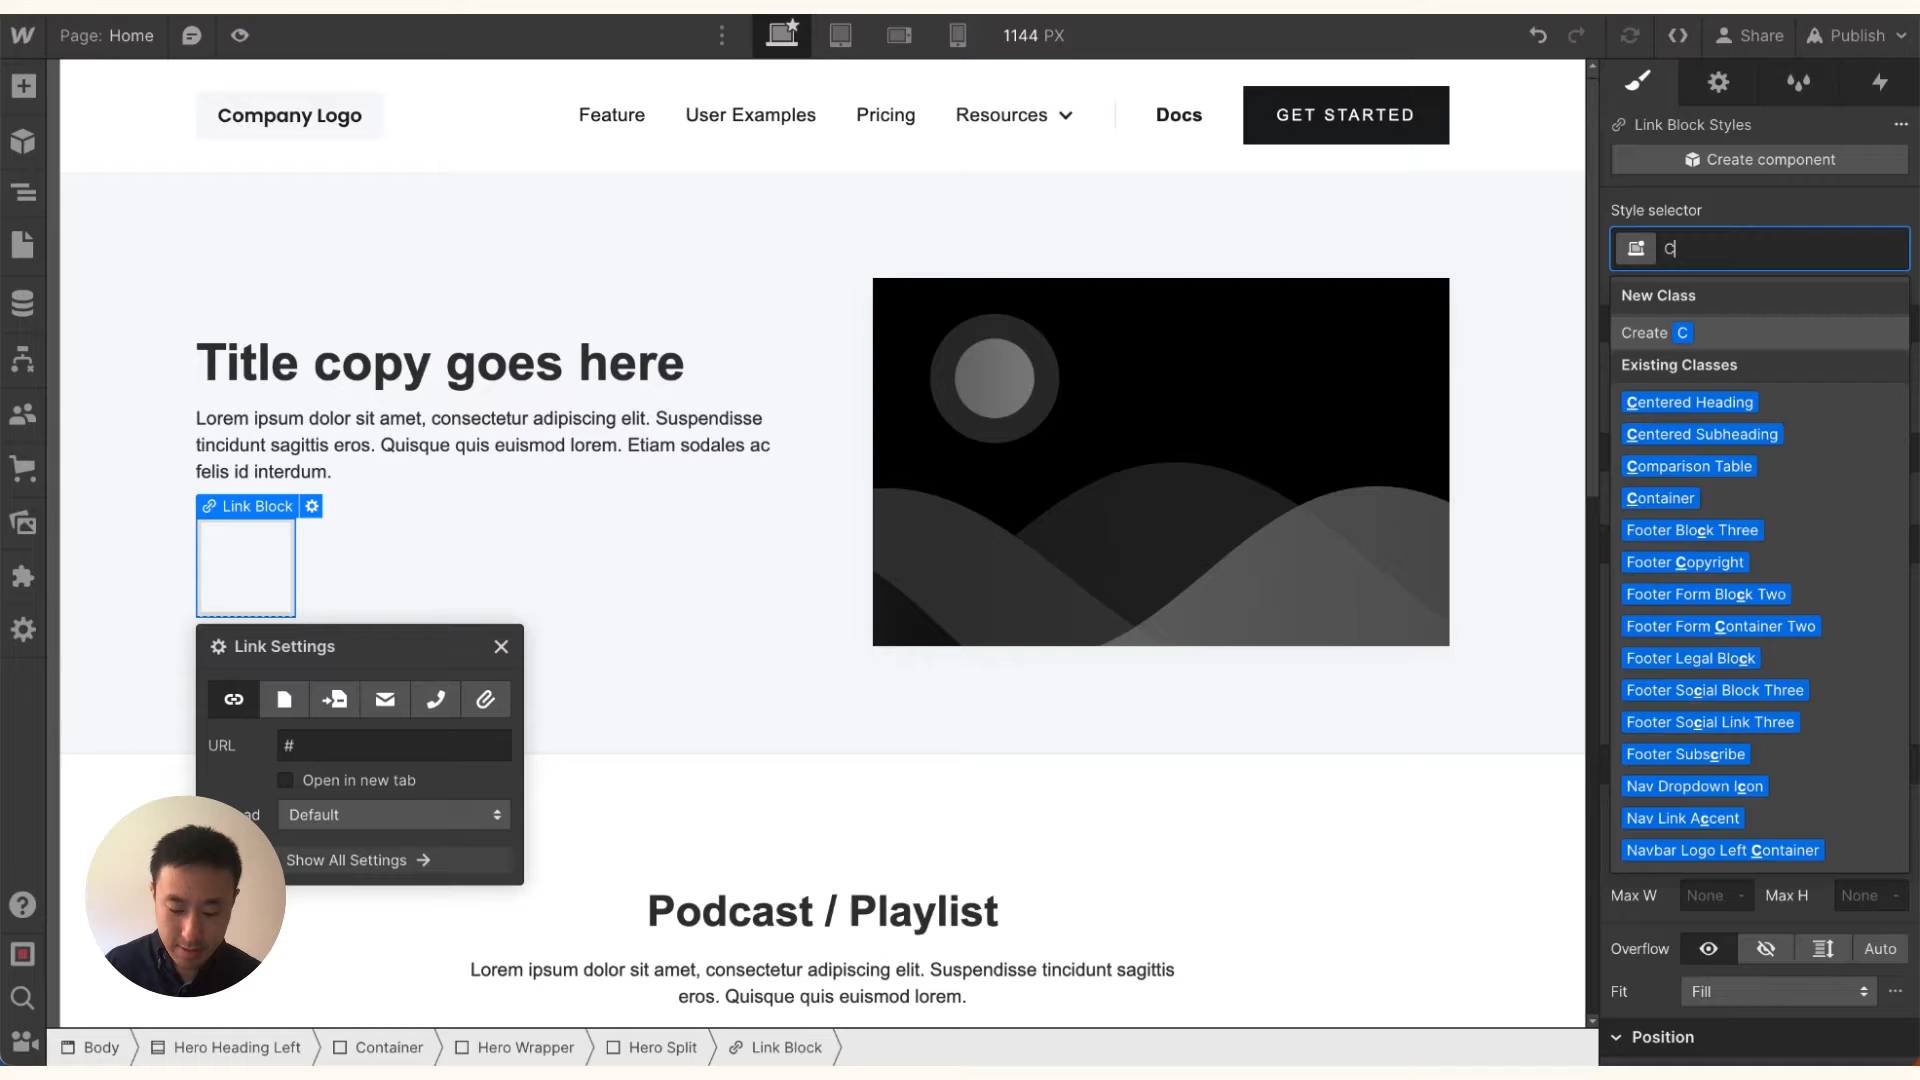 Page: Home
1144 PX
Share
Publish
Company Logo
Feature
User Examples
Pricing
Resources
Docs
GET STARTED
Link Block Styles
Create component
Style selector
C
New Class
Create C
Existing Classes
Centered Heading
Centered Subheading
Comparison Table
Container
Footer Block Three
Footer Copyright
Footer Form Block Two
Footer Form Container Two
Footer Legal Block
Footer Social Block Three
Footer Social Link Three
Footer Subscribe
Nav Dropdown Icon
Nav Link Accent
Navbar Logo Left Container
Max W None - Max H None -
Overflow Auto
Fit Fill
Position
Title copy goes here
Lorem ipsum dolor sit amet, consectetur adipiscing elit. Suspendisse
tincidunt sagittis eros. Quisque quis euismod lorem. Etiam sodales ac
felis id interdum.
Link Block
Link Settings
URL #
Open in new tab
ad Default
Show All Settings
Podcast / Playlist
Lorem ipsum dolor sit amet, consectetur adipiscing elit. Suspendisse tincidunt sagittis
eros. Quisque quis euismod lorem.
Body
Hero Heading Left
Container
Hero Wrapper
Hero Split
Link Block